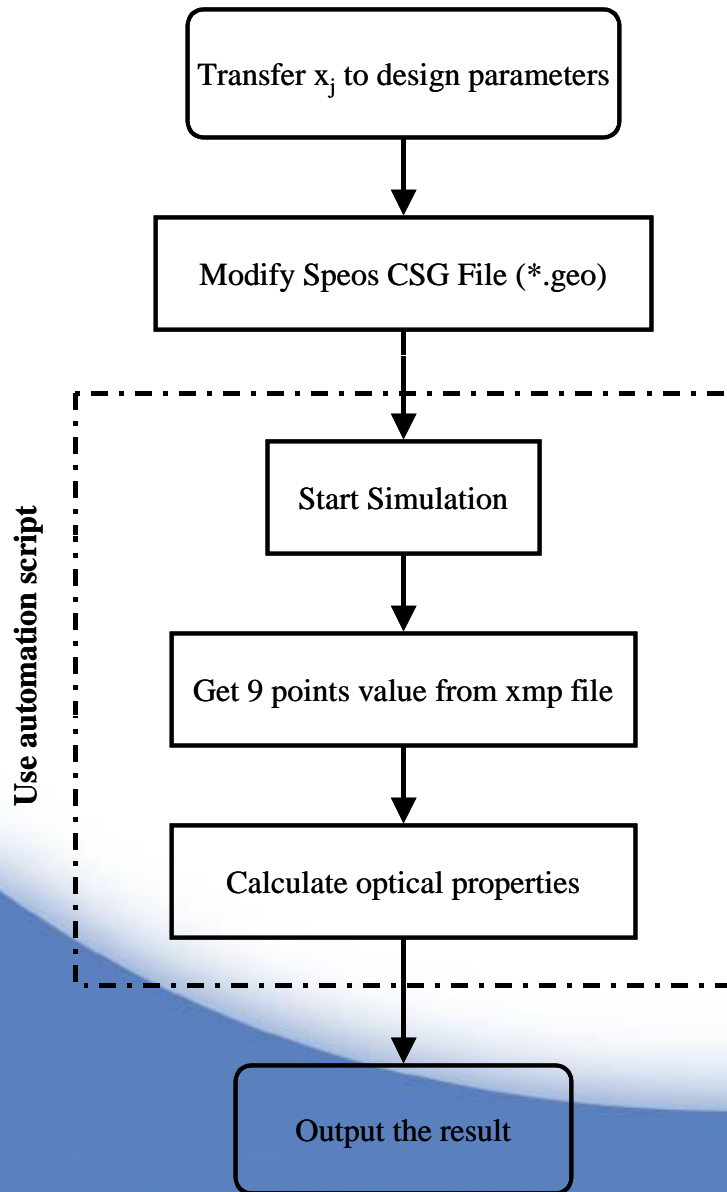 Transfer xj to design parameters
Modify Speos CSG File (*.geo)
Use automation script
Start Simulation
Get 9 points value from xmp file
Calculate optical properties
Output the result